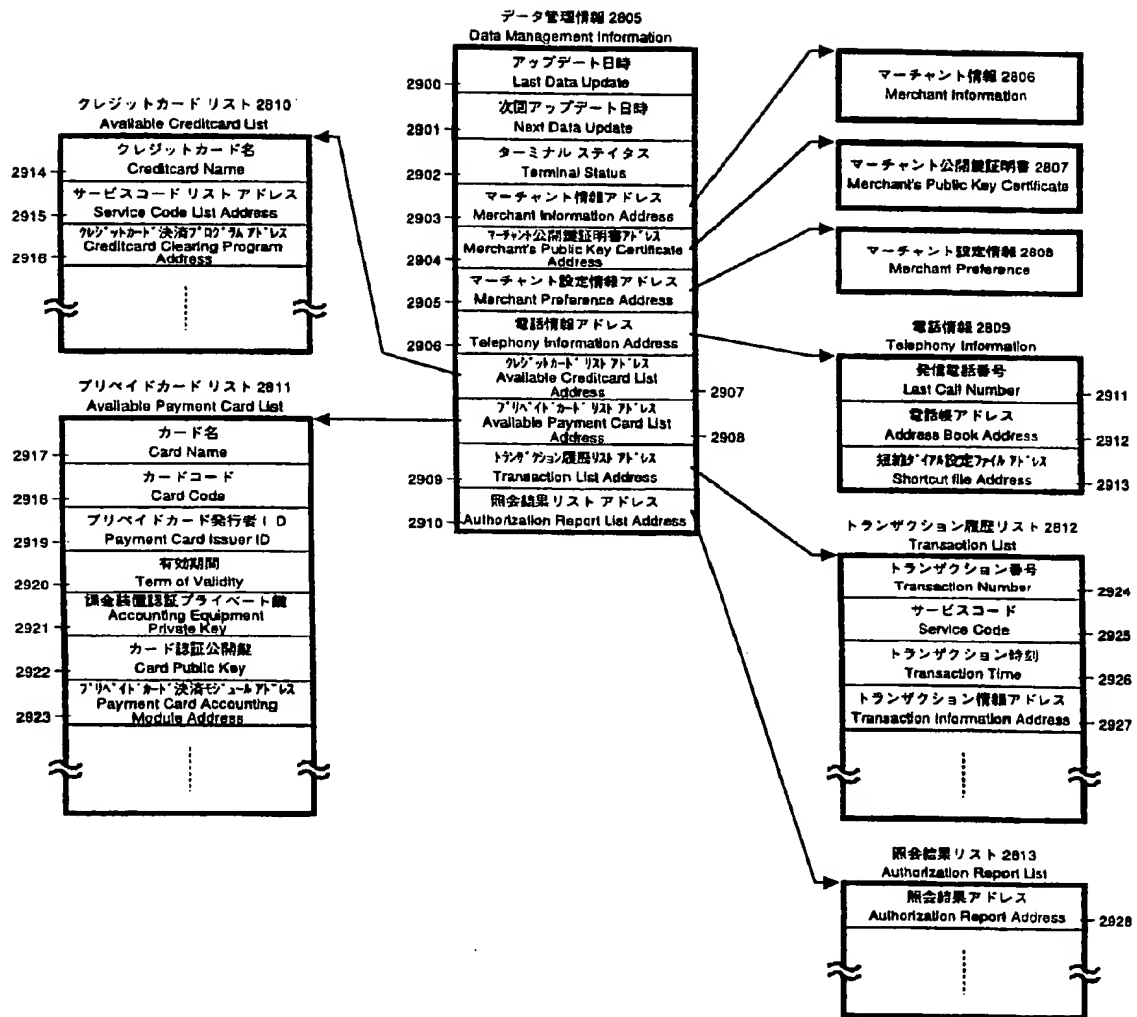 データ管理情報 2805
Data Management Information
アップデート日時
Last Data Update
2900
次回アップデート日時
Next Data Update
2901
ターミナル ステイタス
Terminal Status
2902
マーチャント情報アドレス
Merchant Information Address
2903
マーチャント公開鍵証明書アドレス
Merchant's Public Key Certificate
Address
2904
マーチャント設定情報アドレス
Merchant Preference Address
2905
電話情報アドレス
Telephony Information Address
2906
クレジットカード リスト アドレス
Available Creditcard List
Address
2907
プリペイドカード リスト アドレス
Available Payment Card List
Address
2908
トランザクション履歴リスト アドレス
Transaction List Address
2909
照会結果リスト アドレス
Authorization Report List Address
2910
クレジットカード リスト 2810
Available Creditcard List
クレジットカード名
Creditcard Name
2914
サービスコード リスト アドレス
Service Code List Address
2915
クレジットカード決済プログラム アドレス
Creditcard Clearing Program
Address
2916
プリペイドカード リスト 2811
Available Payment Card List
カード名
Card Name
2917
カードコード
Card Code
2918
プリペイドカード発行者ID
Payment Card Issuer ID
2919
有効期間
Term of Validity
2920
課金装置認証プライベート鍵
Accounting Equipment
Private Key
2921
カード認証公開鍵
Card Public Key
2922
プリペイドカード決済モジュール アドレス
Payment Card Accounting
Module Address
2923
マーチャント情報 2806
Merchant Information
マーチャント公開鍵証明書 2807
Merchant's Public Key Certificate
マーチャント設定情報 2808
Merchant Preference
電話情報 2809
Telephony Information
発信電話番号
Last Call Number
2911
電話帳アドレス
Address Book Address
2912
短縮ダイアル設定ファイル アドレス
Shortcut file Address
2913
トランザクション履歴リスト 2812
Transaction List
トランザクション番号
Transaction Number
2924
サービスコード
Service Code
2925
トランザクション時刻
Transaction Time
2926
トランザクション情報アドレス
Transaction Information Address
2927
照会結果リスト 2813
Authorization Report List
照会結果アドレス
Authorization Report Address
2928